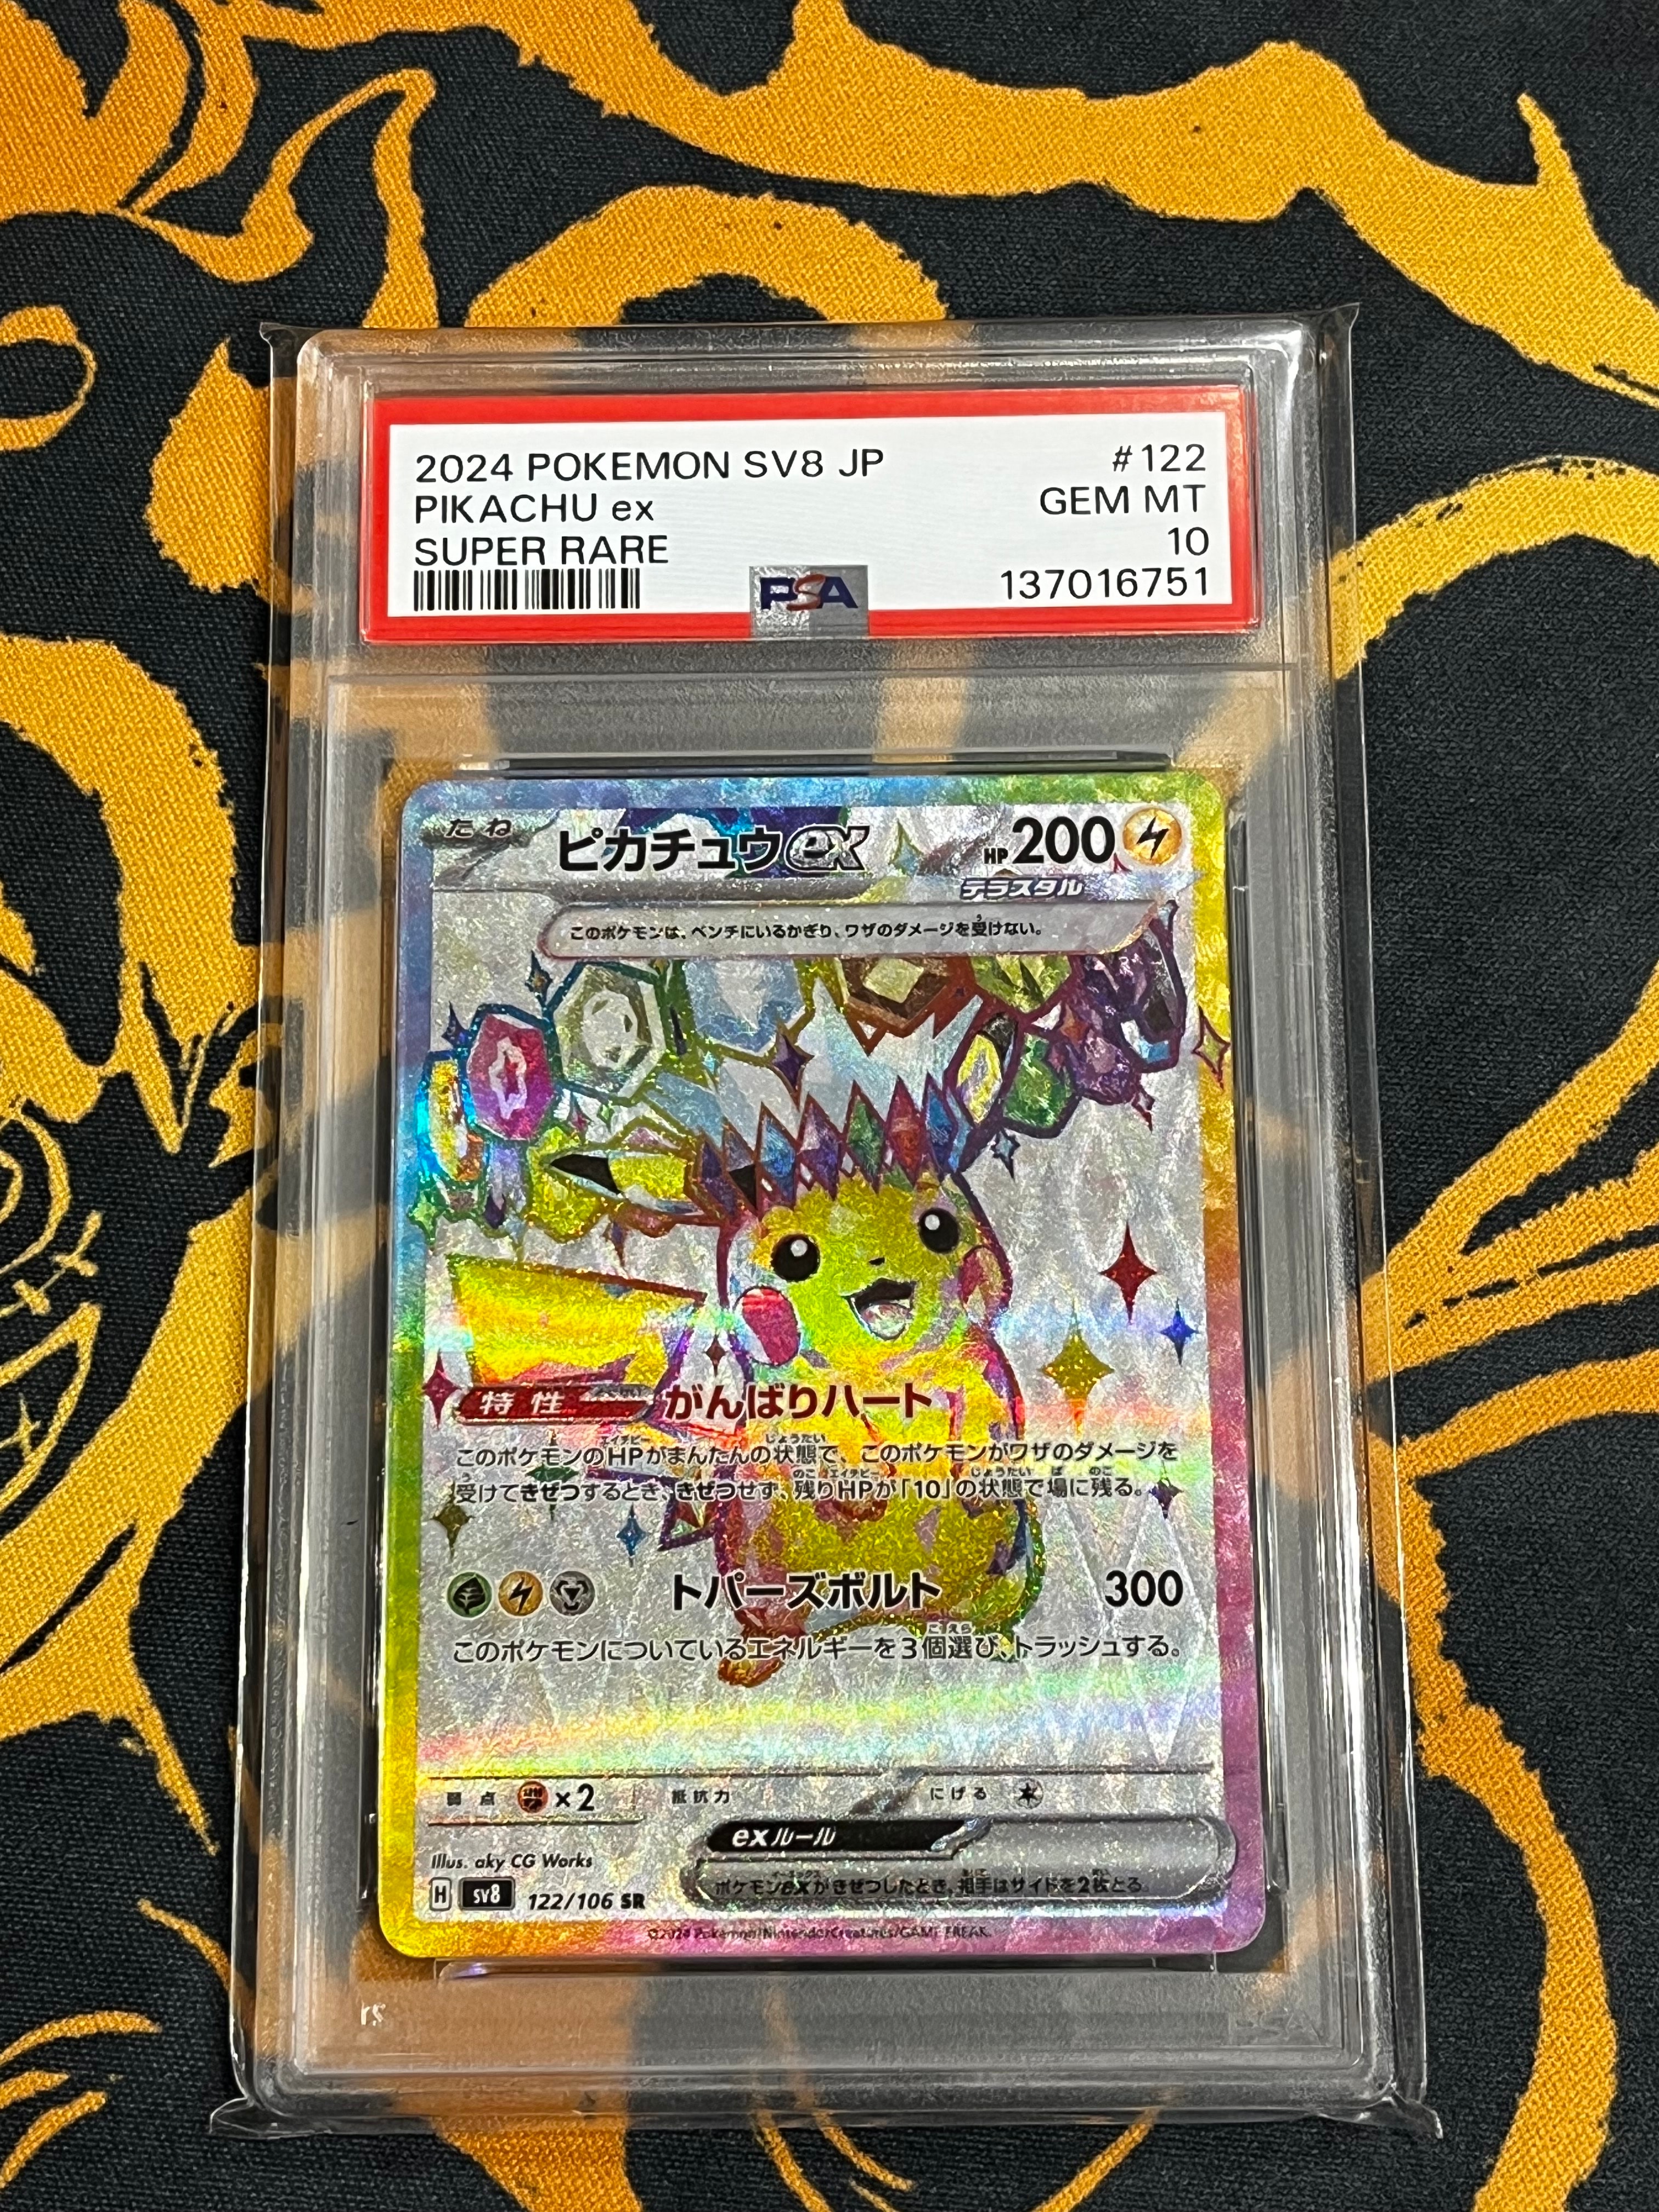 2024 POKEMON SV8 JP #122
PIKACHU ex GEM MT
SUPER RARE 10
PSA 137016751
たね ピカチュウex HP 200
テラスタル
このポケモンは、ベンチにいるかぎり、ワザのダメージを受けない。
特性 がんばりハート
このポケモンのHPがまんたんの状態で、このポケモンがワザのダメージを
受けてきぜつするとき、きぜつせず、残りHPが「10」の状態で場に残る。
トパーズボルト 300
このポケモンについているエネルギーを3個選び、トラッシュする。
弱点 ×2 抵抗力 にげる
exルール
ポケモンexがきぜつしたとき、相手はサイドを2枚とる
Illus. aky CG Works
H SV8 122/106 SR
©2024 Pokémon/Nintendo/Creatures/GAME FREAK.